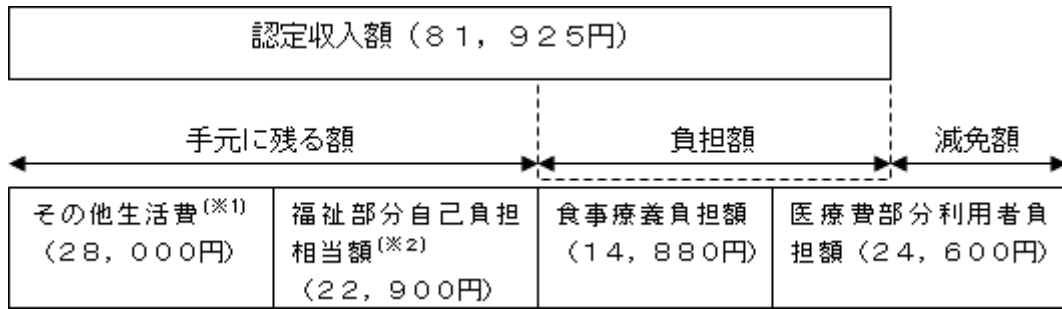 認定収入額（８１，９２５円）
手元に残る額
負担額
減免額
その他生活費(※1)
（２８，０００円）
福祉部分自己負担
相当額(※2)
（２２，９００円）
食事療養負担額
（１４，８８０円）
医療費部分利用者負
担額（２４，６００円）